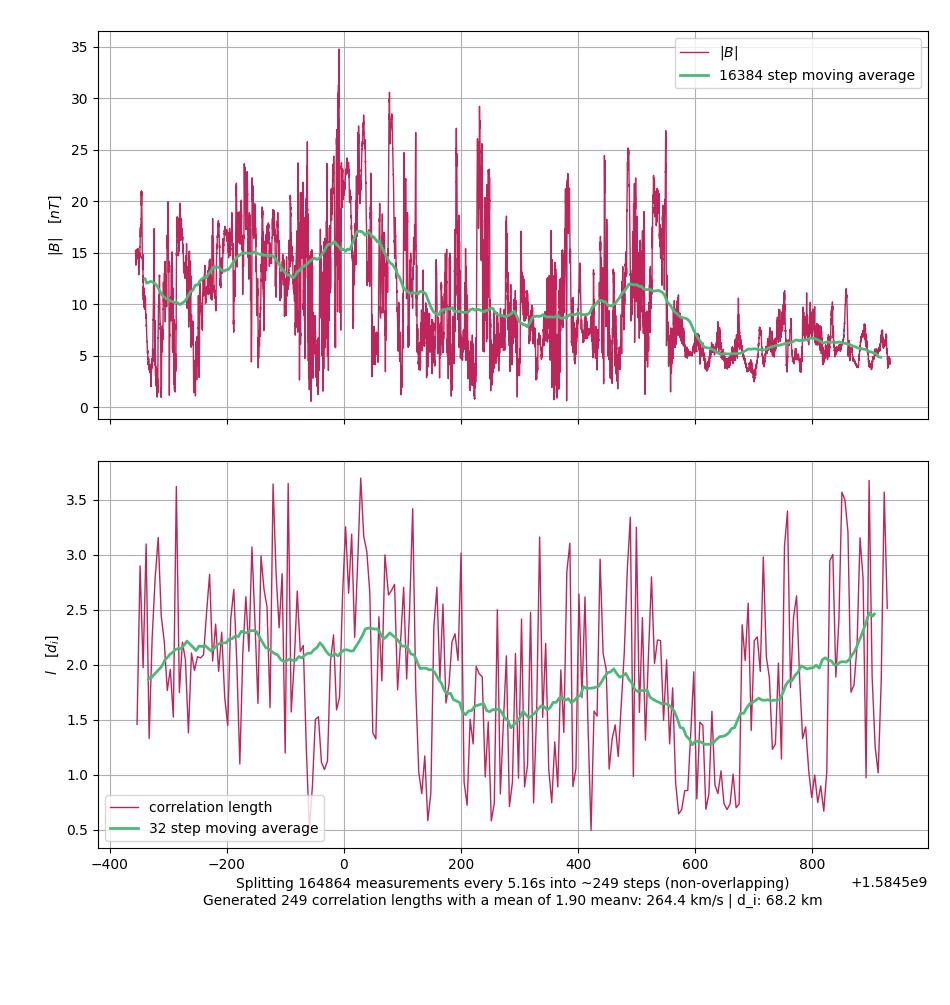 35
30
25
20
15
10
5
0
|B| [nT]
|B|
16384 step moving average
3.5
3.0
2.5
2.0
1.5
1.0
0.5
l [d_i]
correlation length
32 step moving average
−400 −200 0 200 400 600 800
+1.5845e9
Splitting 164864 measurements every 5.16s into ~249 steps (non-overlapping)
Generated 249 correlation lengths with a mean of 1.90 meanv: 264.4 km/s | d_i: 68.2 km